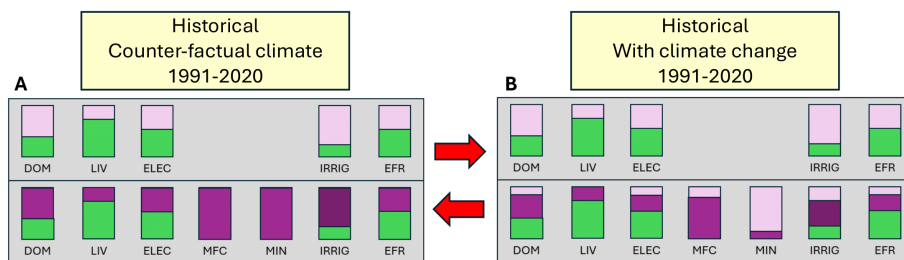 Historical
Counter-factual climate
1991-2020
Historical
With climate change
1991-2020
A
B
DOM LIV ELEC IRRIG EFR
DOM LIV ELEC IRRIG EFR
DOM LIV ELEC MFC MIN IRRIG EFR
DOM LIV ELEC MFC MIN IRRIG EFR